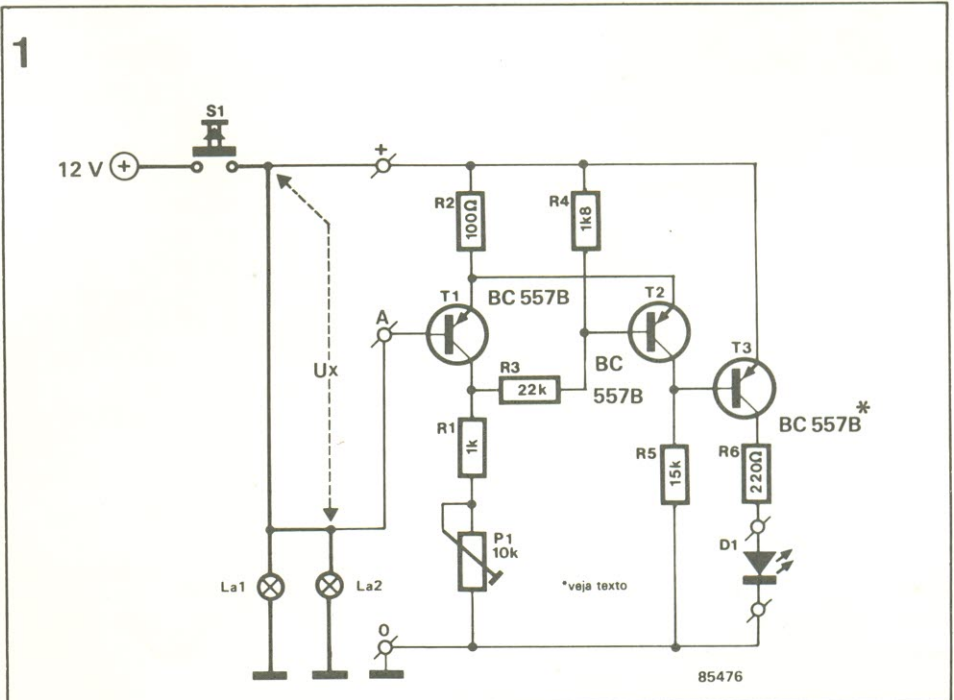 1
S1
12 V
+
R2
100Ω
R4
1k8
T1
BC 557B
T2
A
Ux
R3
22k
BC
557B
T3
BC 557B*
R1
1k
R5
15k
R6
220Ω
P1
10k
D1
La1
La2
*veja texto
0
85476